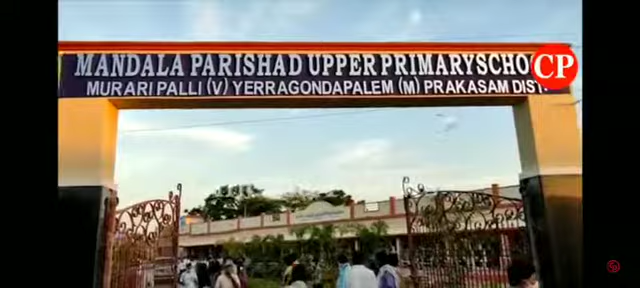 MANDALA PARISHAD UPPER PRIMARY SCHO
CP
MURARI PALLI (V) YERRAGONDAPALEM (M) PRAKASAM DIST.